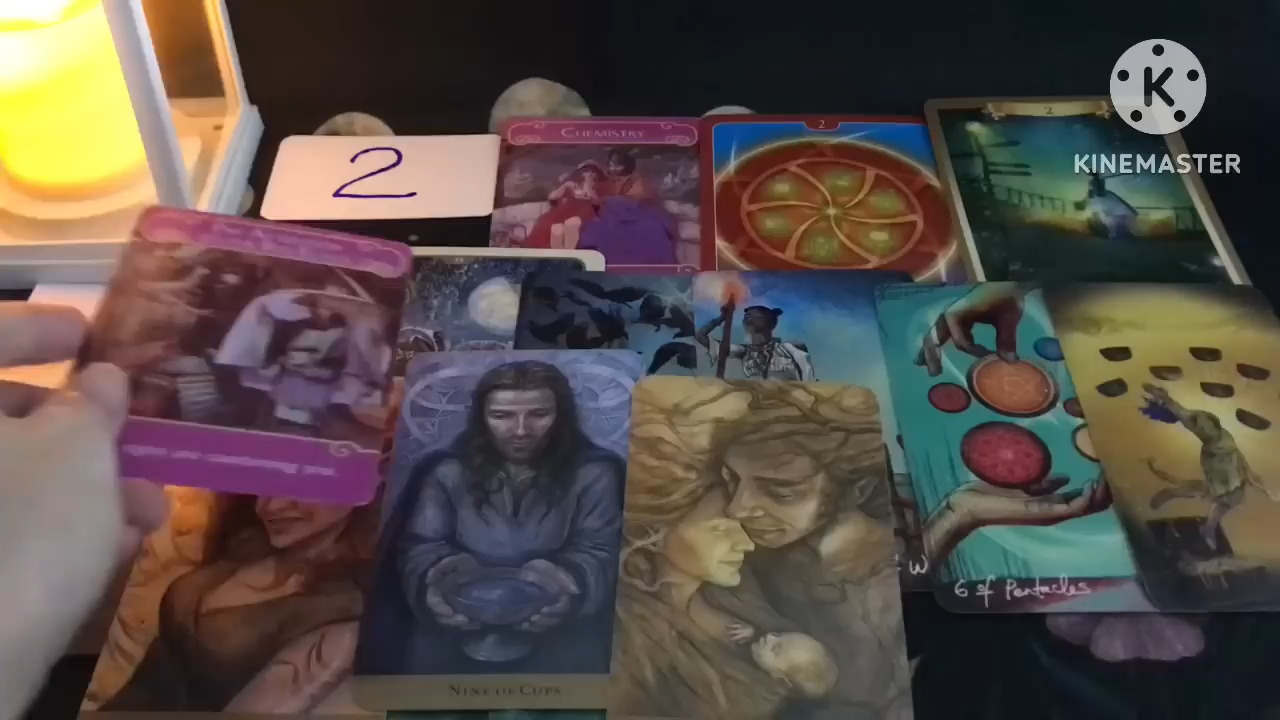 2
CHEMISTRY
2
2
K
KINEMASTER
W
6 of Pentacles
NINE OF CUPS